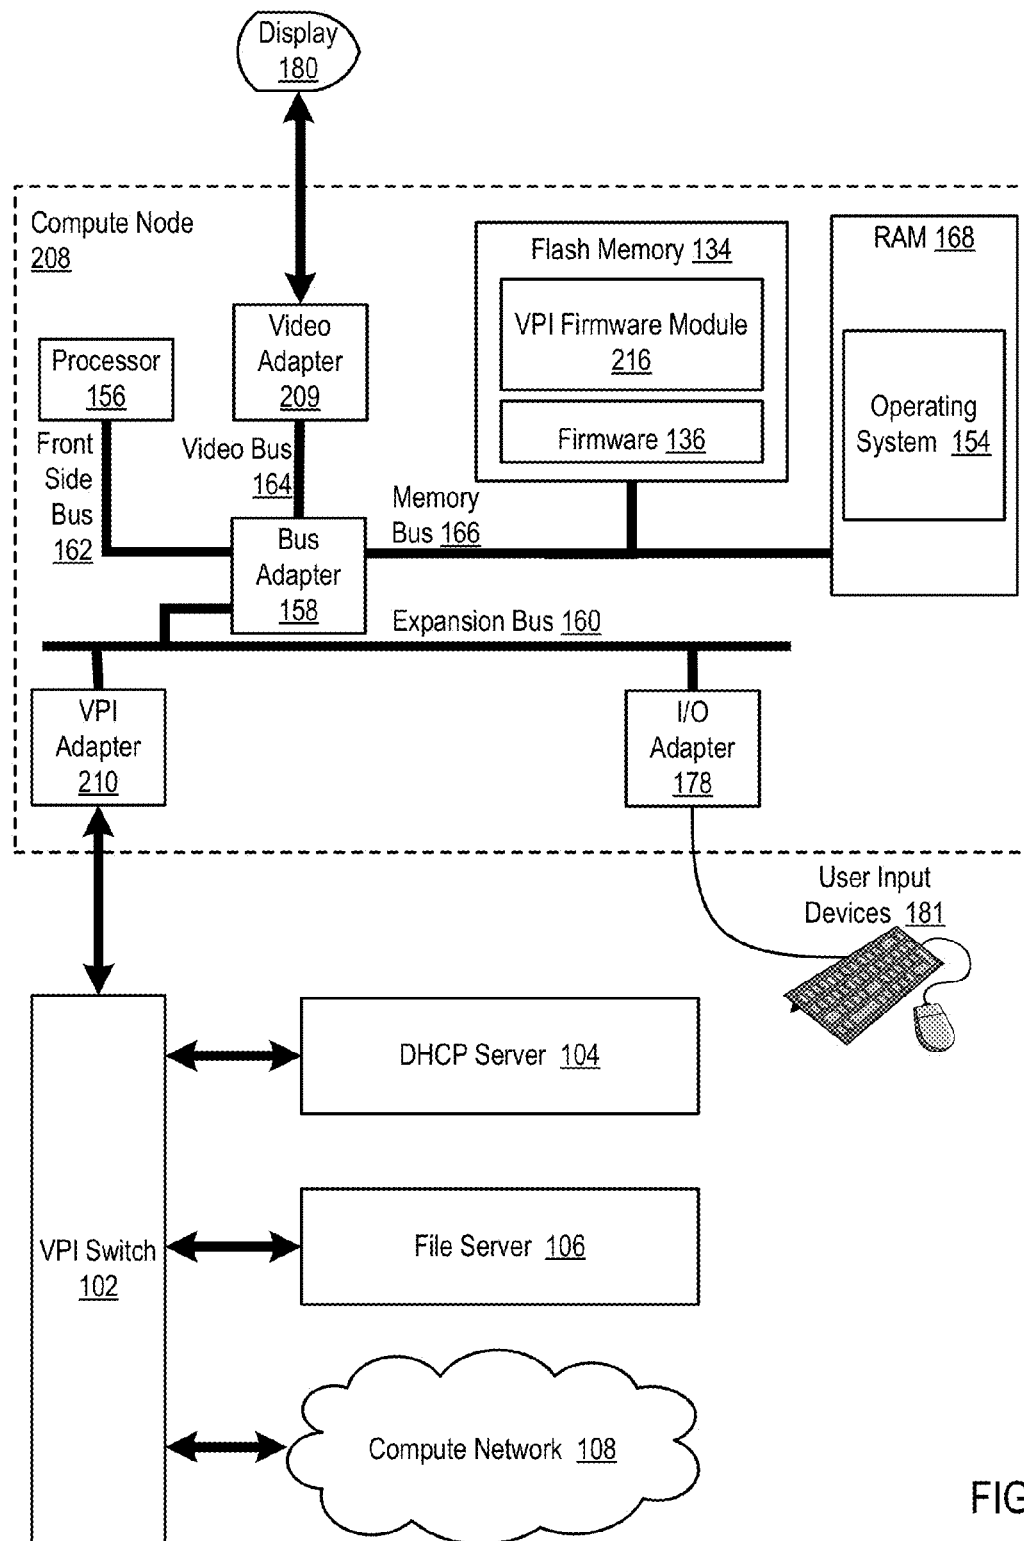 Display
180
Compute Node
208
Flash Memory 134
RAM 168
VPI Firmware Module
216
Video
Adapter
209
Processor
156
Operating
System 154
Firmware 136
Front
Side
Bus
162
Video Bus
164
Memory
Bus 166
Bus
Adapter
158
Expansion Bus 160
VPI
Adapter
210
I/O
Adapter
178
User Input
Devices 181
DHCP Server 104
VPI Switch
102
File Server 106
Compute Network 108
FIG